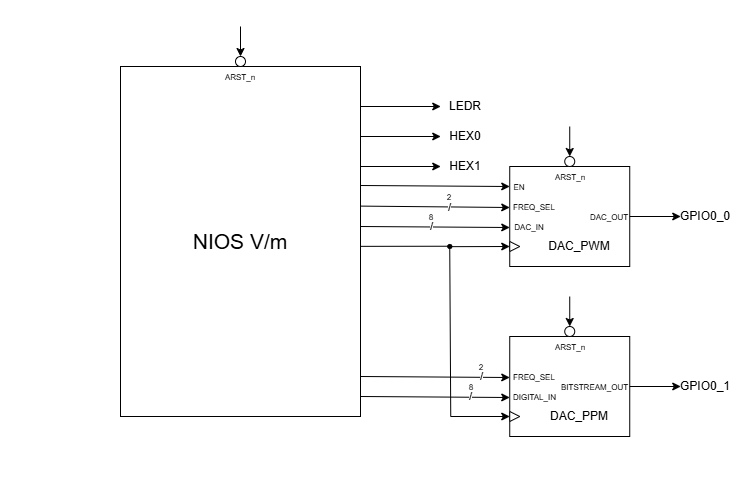 ARST_n
NIOS V/m
LEDR
HEX0
HEX1
ARST_n
EN
2
FREQ_SEL
8
DAC_IN
DAC_OUT
GPIO0_0
DAC_PWM
ARST_n
2
FREQ_SEL
8
DIGITAL_IN
BITSTREAM_OUT
GPIO0_1
DAC_PPM